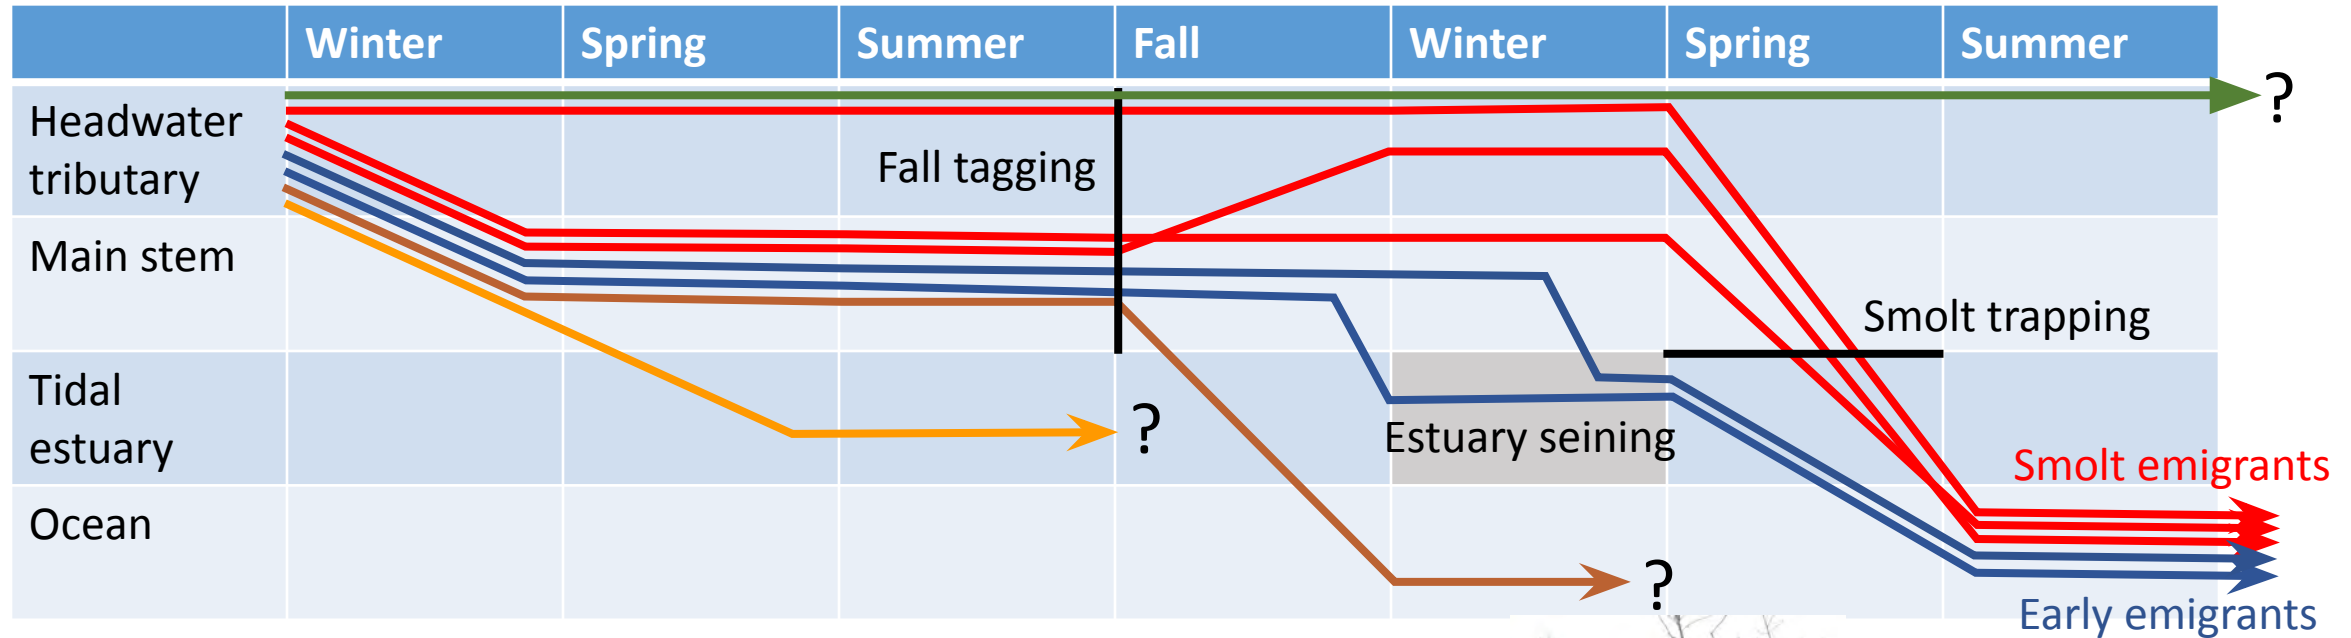 Winter Spring Summer Fall Winter Spring Summer
?
Headwater
tributary
Fall tagging
Main stem
Smolt trapping
Tidal
estuary
?
Estuary seining
Smolt emigrants
Ocean
?
Early emigrants